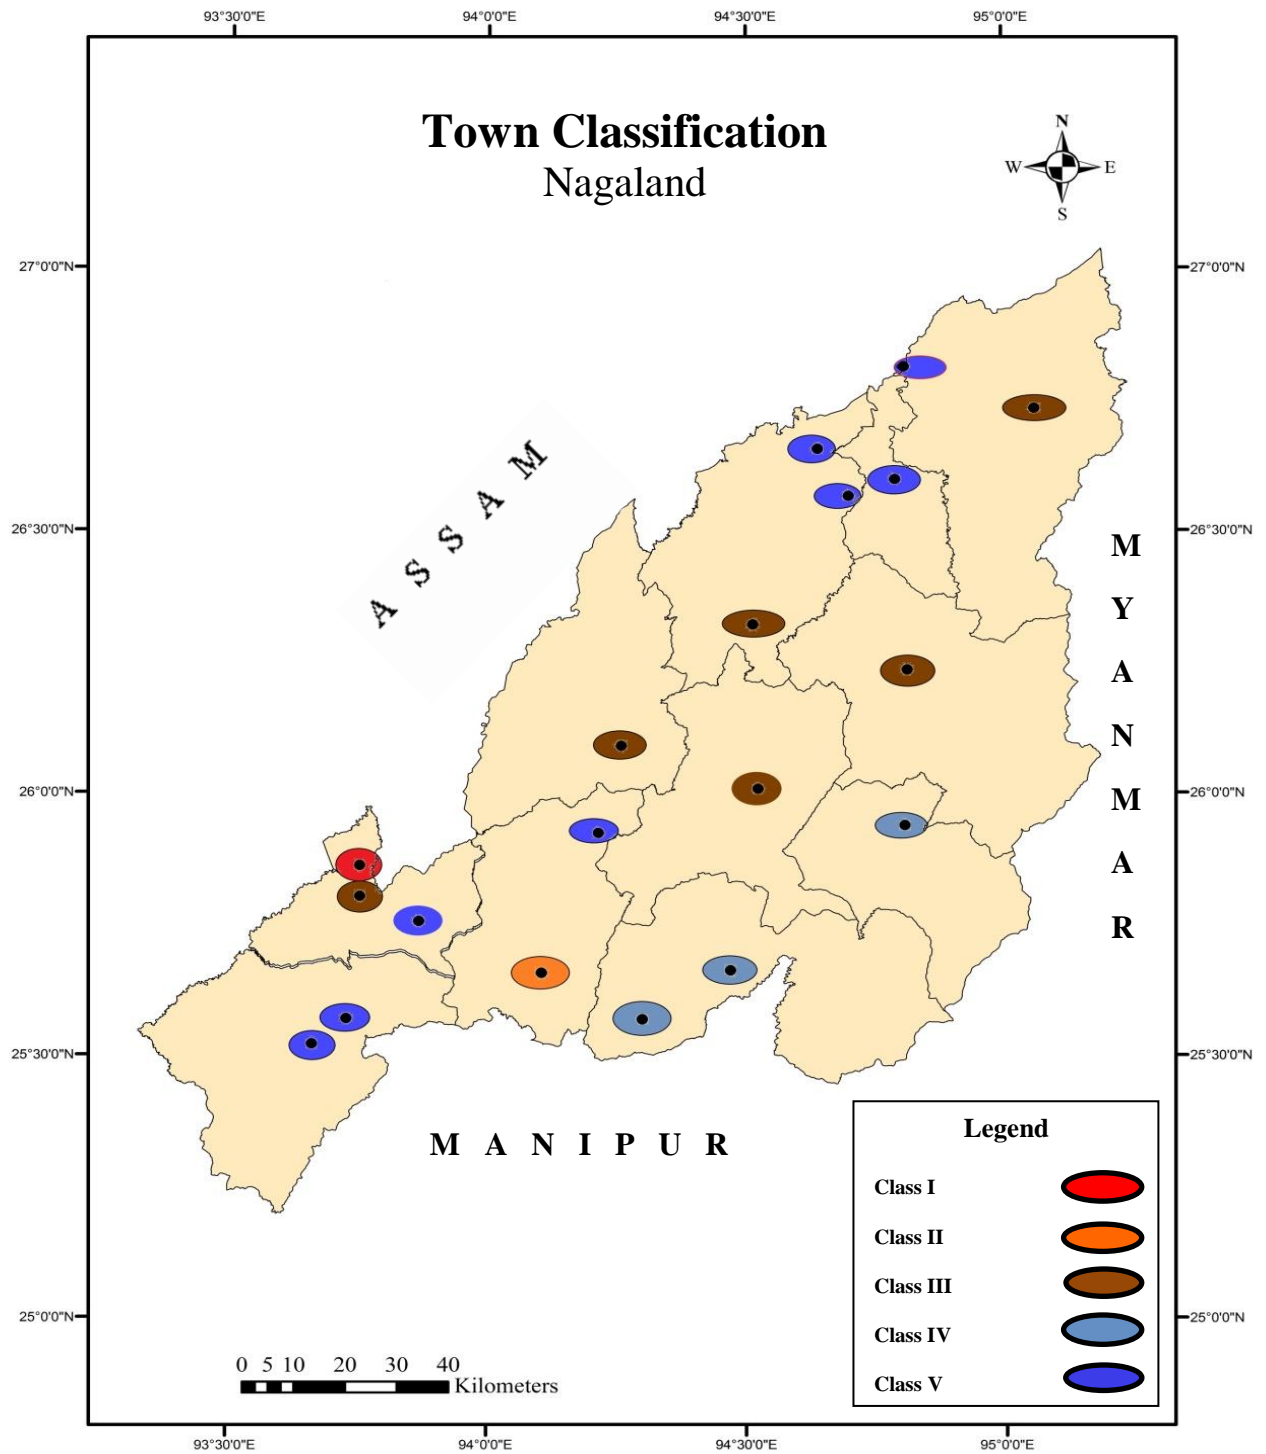 93°30'0"E 94°0'0"E 94°30'0"E 95°0'0"E
Town Classification
Nagaland
N
W E
S
27°0'0"N 27°0'0"N
ASSAM
26°30'0"N 26°30'0"N
MYANMAR
26°0'0"N 26°0'0"N
25°30'0"N 25°30'0"N
MANIPUR
Legend
Class I
Class II
Class III
Class IV
Class V
25°0'0"N 25°0'0"N
0 5 10 20 30 40
Kilometers
93°30'0"E 94°0'0"E 94°30'0"E 95°0'0"E